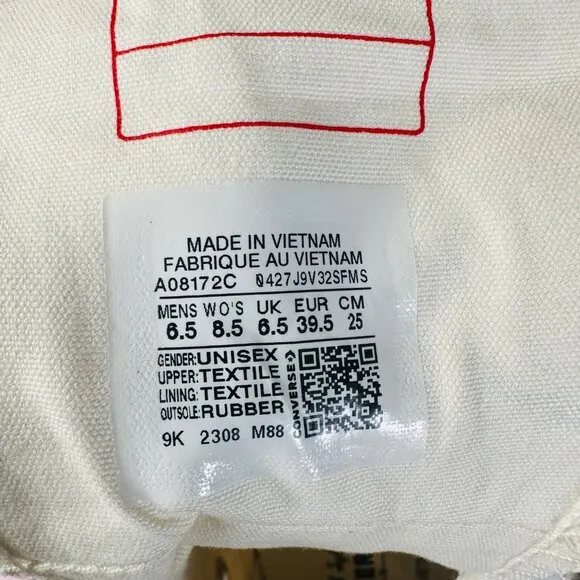 MADE IN VIETNAM
FABRIQUE AU VIETNAM
A08172C 0427J9V32SFMS
MENS WO'S UK EUR CM
6.5 8.5 6.5 39.5 25
GENDER:UNISEX
UPPER:TEXTILE
LINING:TEXTILE
OUTSOLE:RUBBER
CONVERSE
9K 2308 M88